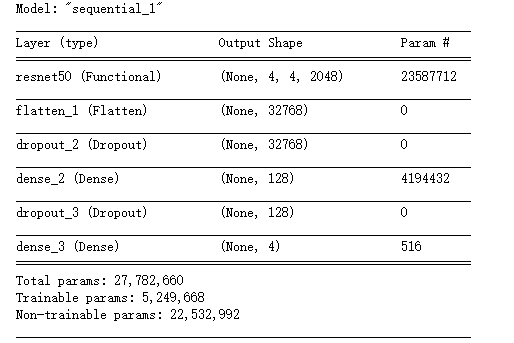 Model: "sequential_1"
Layer (type) Output Shape Param #
resnet50 (Functional) (None, 4, 4, 2048) 23587712
flatten_1 (Flatten) (None, 32768) 0
dropout_2 (Dropout) (None, 32768) 0
dense_2 (Dense) (None, 128) 4194432
dropout_3 (Dropout) (None, 128) 0
dense_3 (Dense) (None, 4) 516
Total params: 27,782,660
Trainable params: 5,249,668
Non-trainable params: 22,532,992